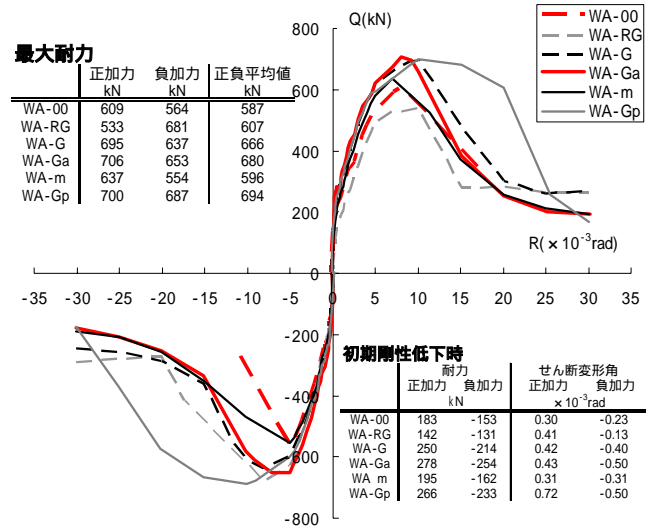 Q(kN)
800
600
400
200
0
-200
-400
-600
-800
WA-00
WA-RG
WA-G
WA-Ga
WA-m
WA-Gp
最大耐力
正加力 負加力 正負平均値
kN kN kN
WA-00 609 564 587
WA-RG 533 681 607
WA-G 695 637 666
WA-Ga 706 653 680
WA-m 637 554 596
WA-Gp 700 687 694
R(×10-3rad)
-35 -30 -25 -20 -15 -10 -5 0 5 10 15 20 25 30 35
初期剛性低下時
耐力 せん断変形角
正加力 負加力 正加力 負加力
kN ×10-3rad
WA-00 183 -153 0.30 -0.23
WA-RG 142 -131 0.41 -0.13
WA-G 250 -214 0.42 -0.40
WA-Ga 278 -254 0.43 -0.50
WA m 195 -162 0.31 -0.31
WA-Gp 266 -233 0.72 -0.50